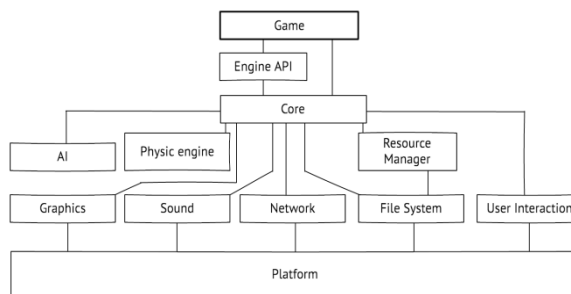 Game
Engine API
Core
AI
Physic engine
Resource
Manager
Graphics
Sound
Network
File System
User Interaction
Platform